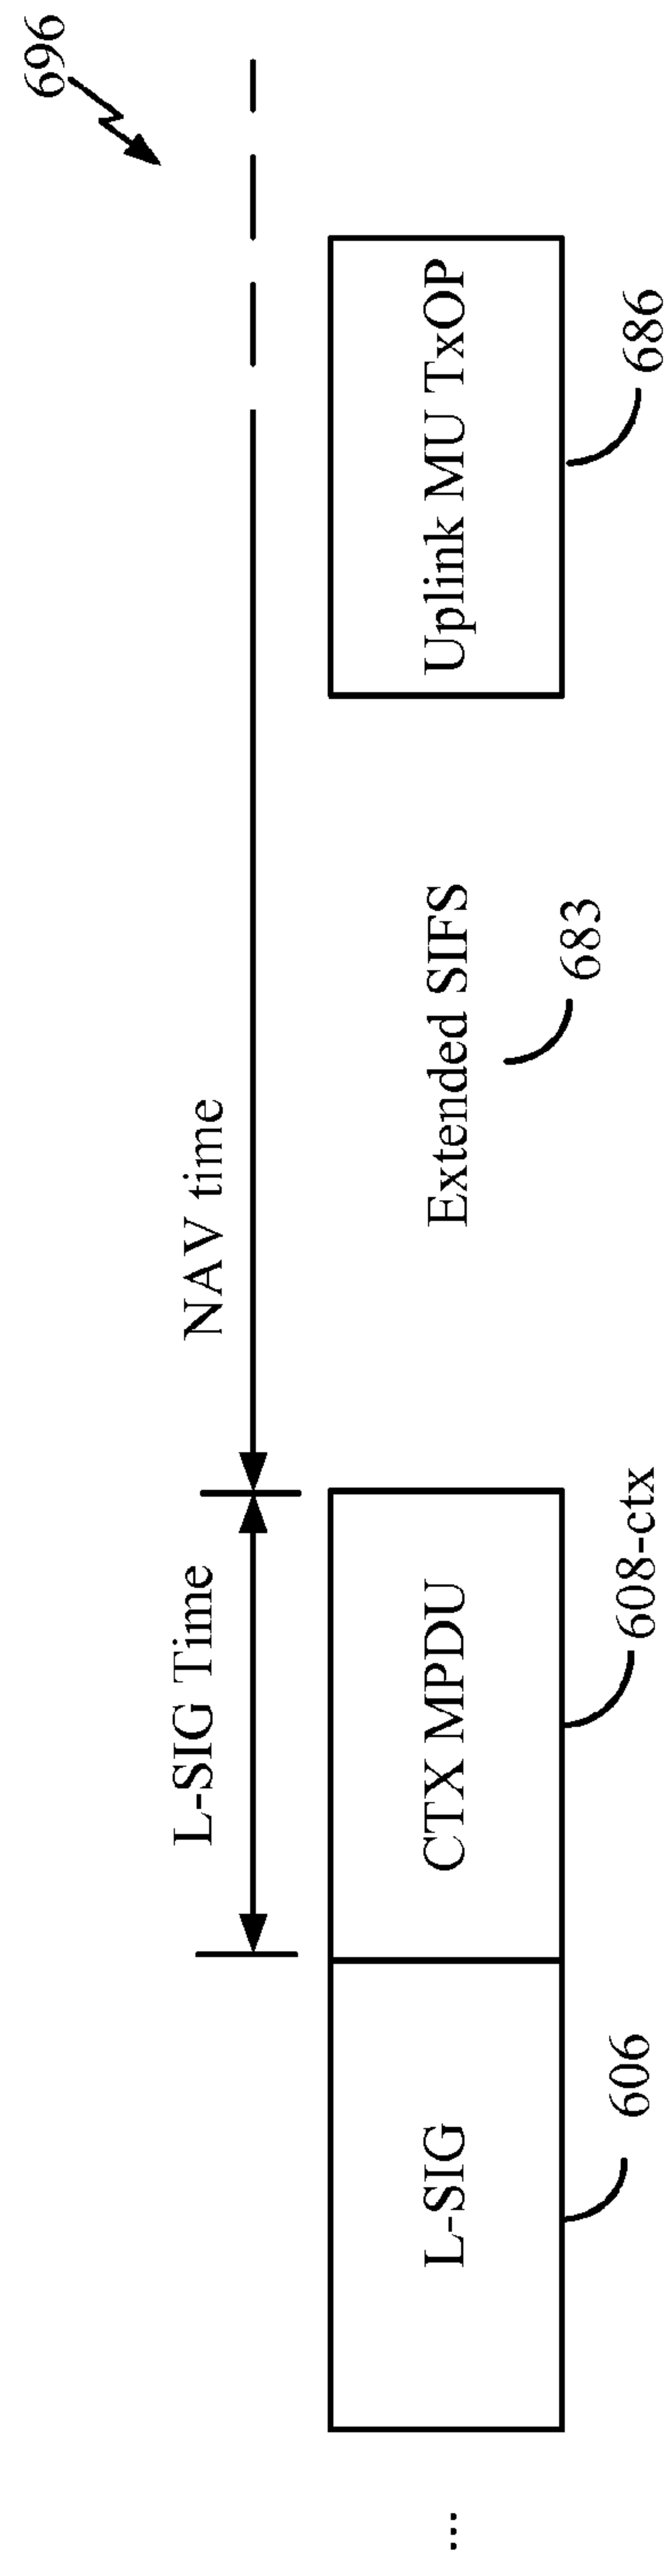 696
L-SIG Time
NAV time
...
L-SIG
CTX MPDU
Extended SIFS
Uplink MU TxOP
606
608-ctx
683
686